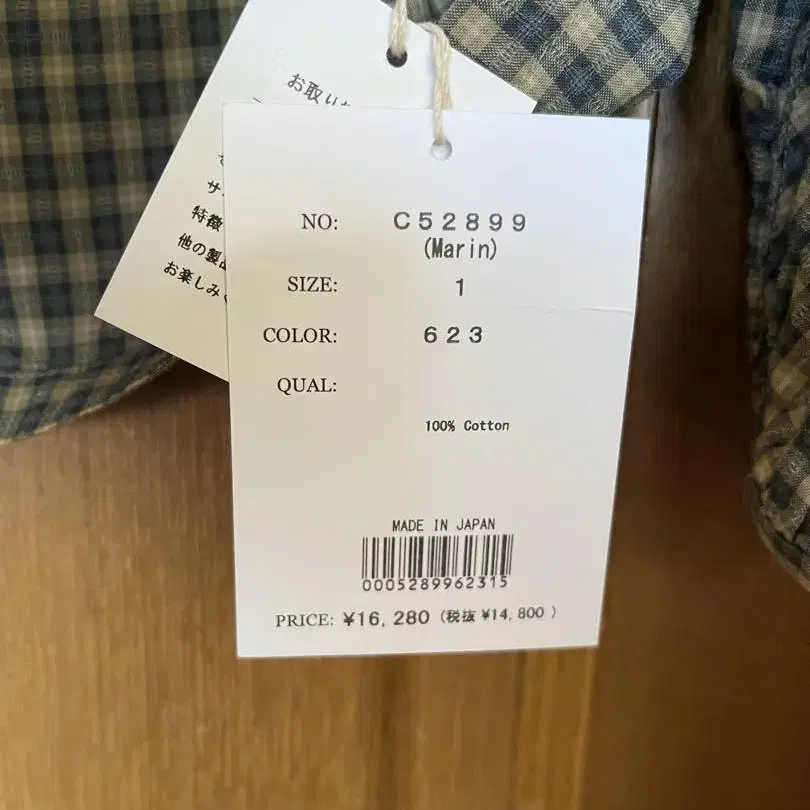 お取り
サ
特徴
他の製品
お楽しみ
NO: C52899
(Marin)
SIZE: 1
COLOR: 623
QUAL:
100% Cotton
MADE IN JAPAN
0005289962315
PRICE: ¥16,280 (税抜 ¥14,800 )